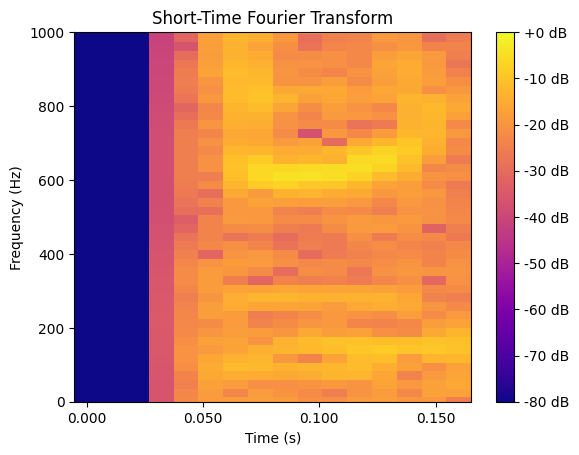 Short-Time Fourier Transform
1000
800
600
400
200
0
Frequency (Hz)
0.000
0.050
0.100
0.150
Time (s)
+0 dB
-10 dB
-20 dB
-30 dB
-40 dB
-50 dB
-60 dB
-70 dB
-80 dB